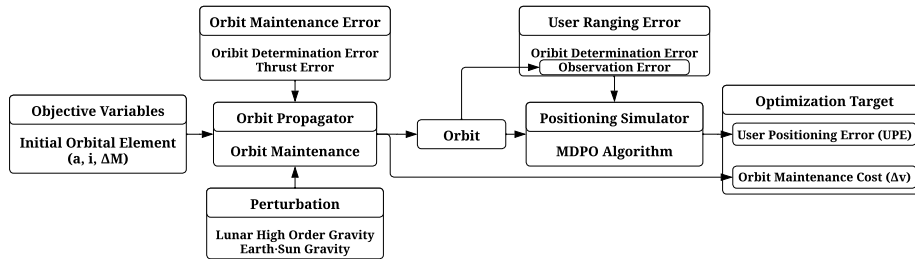 Orbit Maintenance Error
Oribit Determination Error
Thrust Error
User Ranging Error
Oribit Determination Error
Observation Error
Objective Variables
Initial Orbital Element
(a, i, ΔM)
Orbit Propagator
Orbit Maintenance
Orbit
Positioning Simulator
MDPO Algorithm
Optimization Target
User Positioning Error (UPE)
Orbit Maintenance Cost (Δv)
Perturbation
Lunar High Order Gravity
Earth-Sun Gravity